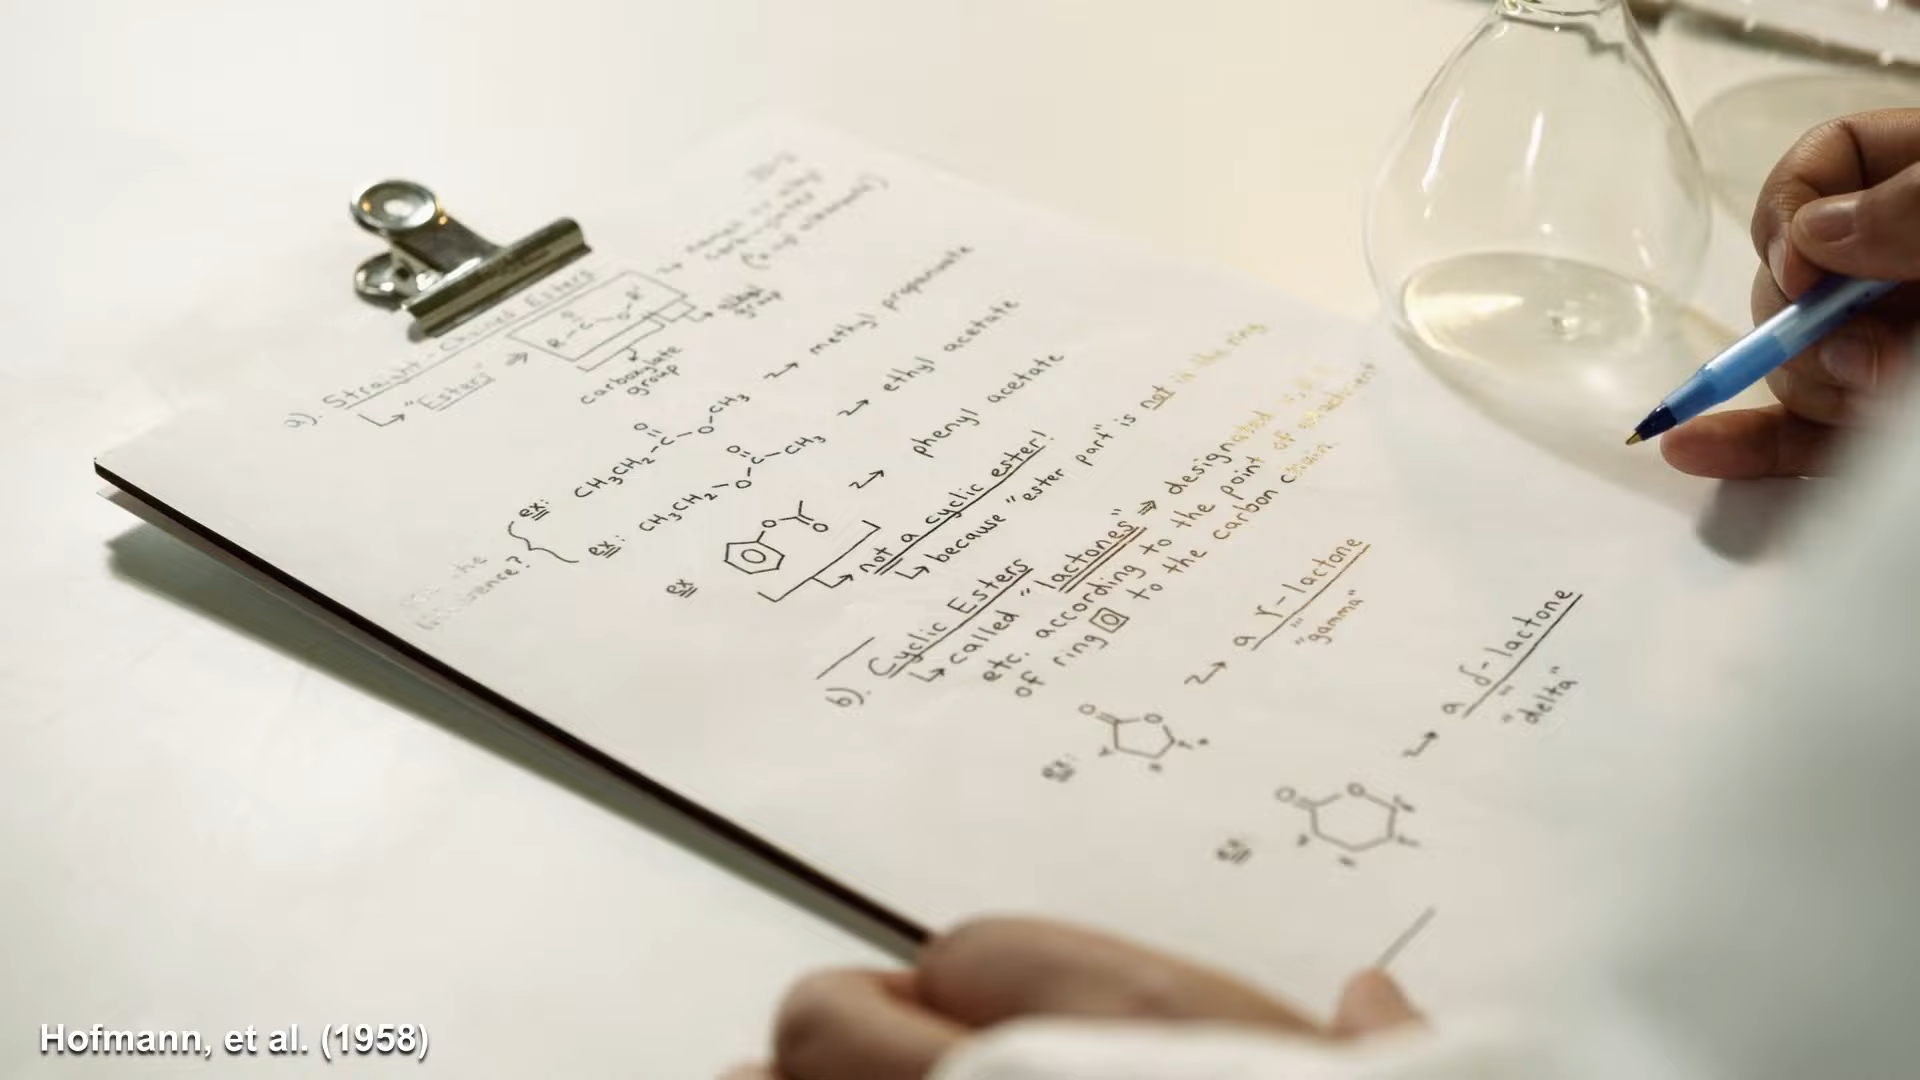 a). Straight-Chained Esters
↳ "Esters" ⇒
R-C-O-R'
O
carboxylate
group
alkyl
group
ex: CH3CH2-C-O-CH3 → methyl propanoate
O
ex: CH3CH2-O-C-CH3 → ethyl acetate
O
ex → phenyl acetate
O
O
↳ not a cyclic ester!
↳ because "ester part" is not in the ring
b). Cyclic Esters
↳ called "lactones" ⇒ designated
etc. according to the point of attachment
of ring O to the carbon chain.
ex: → a γ-lactone
O
O
"gamma"
ex: → a δ-lactone
O
O
"delta"
Hofmann, et al. (1958)